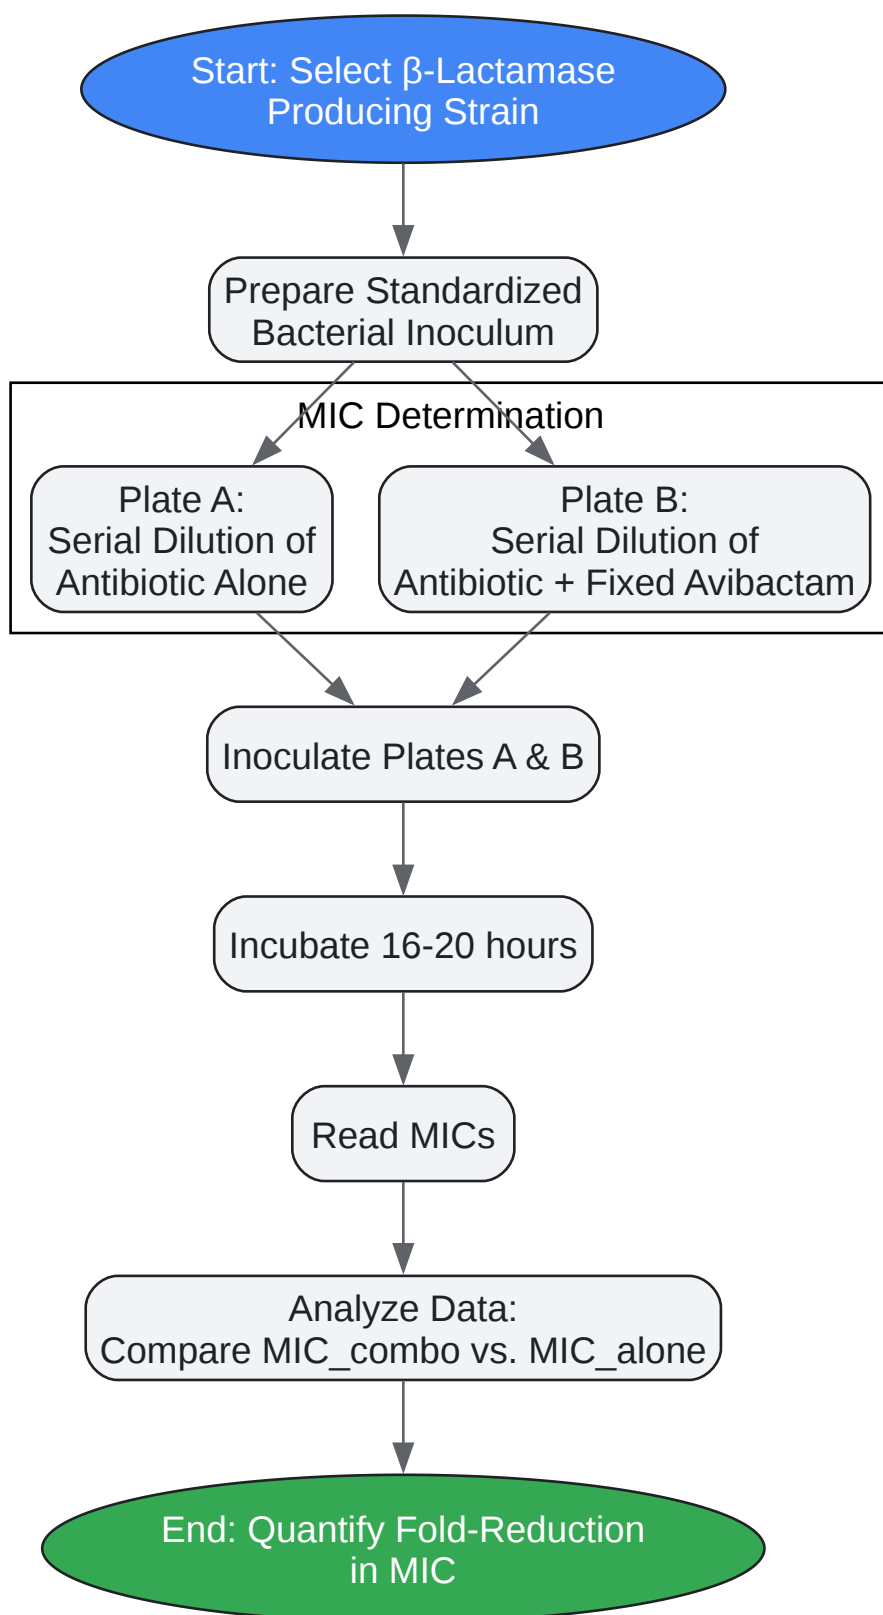 Start: Select β-Lactamase
Producing Strain
Prepare Standardized
Bacterial Inoculum
MIC Determination
Plate A:
Serial Dilution of
Antibiotic Alone
Plate B:
Serial Dilution of
Antibiotic + Fixed Avibactam
Inoculate Plates A & B
Incubate 16-20 hours
Read MICs
Analyze Data:
Compare MIC_combo vs. MIC_alone
End: Quantify Fold-Reduction
in MIC